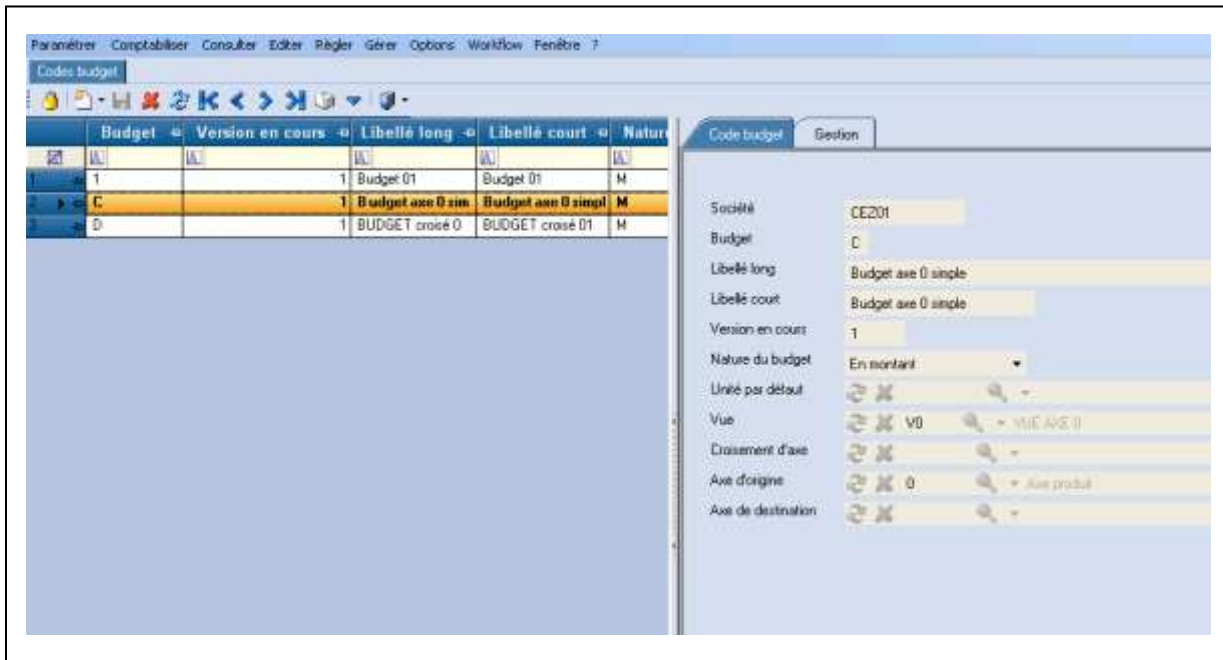 Paramétrer Comptabiliser Consulter Editer Régler Gérer Options Workflow Fenêtre ?
Codes budget
Budget Version en cours Libellé long Libellé court Nature
1 1 1 Budget 01 Budget 01 M
2 C 1 Budget axe 0 sim Budget axe 0 simpl M
3 D 1 BUDGET croisé 0 BUDGET croisé 01 M
Code budget Gestion
Société CEZ01
Budget C
Libellé long Budget axe 0 simple
Libellé court Budget axe 0 simple
Version en cours 1
Nature du budget En montant
Unité par défaut
Vue V0 VUE AXE 0
Croisement d'axe
Axe d'origine 0 Axe produit
Axe de destination